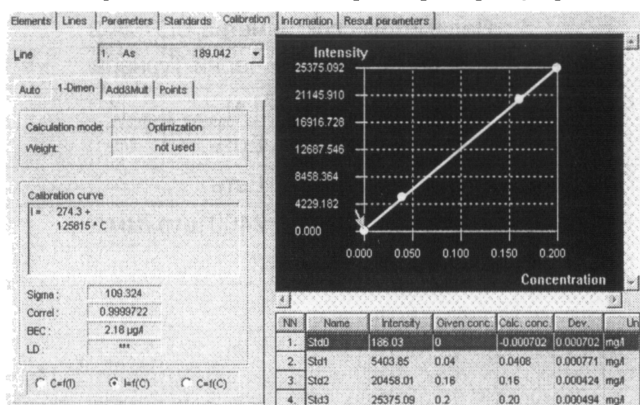 Elements Lines Parameters Standards Calibration Information Result parameters
Line 1. As 189.042
Auto 1-Dimen Add&Mult Points
Calculation mode: Optimization
Weight: not used
Calibration curve
I = 274.3 +
125815 * C
Sigma : 109.324
Correl : 0.9999722
BEC : 2.18 µg/l
LD : ***
C=f(I) I=f(C) C=f(C)
Intensity
25375.092
21145.910
16916.728
12687.546
8458.364
4229.182
0.000
0.000 0.050 0.100 0.150 0.200
Concentration
NN Name Intensity Given conc. Calc. conc Dev. Un
1. Std0 186.03 0 -0.000702 0.000702 mg/l
2. Std1 5403.85 0.04 0.0408 0.000771 mg/l
3. Std2 20458.01 0.16 0.16 0.000424 mg/l
4. Std3 25375.09 0.2 0.20 0.000494 mg/l